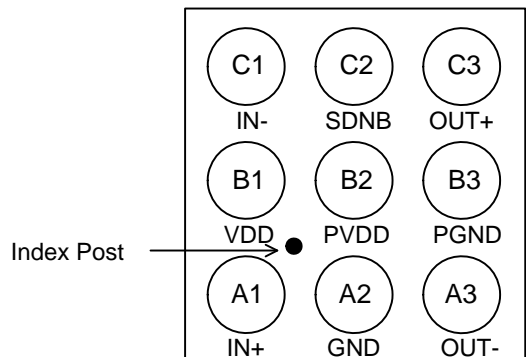 C1 C2 C3
IN- SDNB OUT+
B1 B2 B3
VDD PVDD PGND
Index Post
A1 A2 A3
IN+ GND OUT-